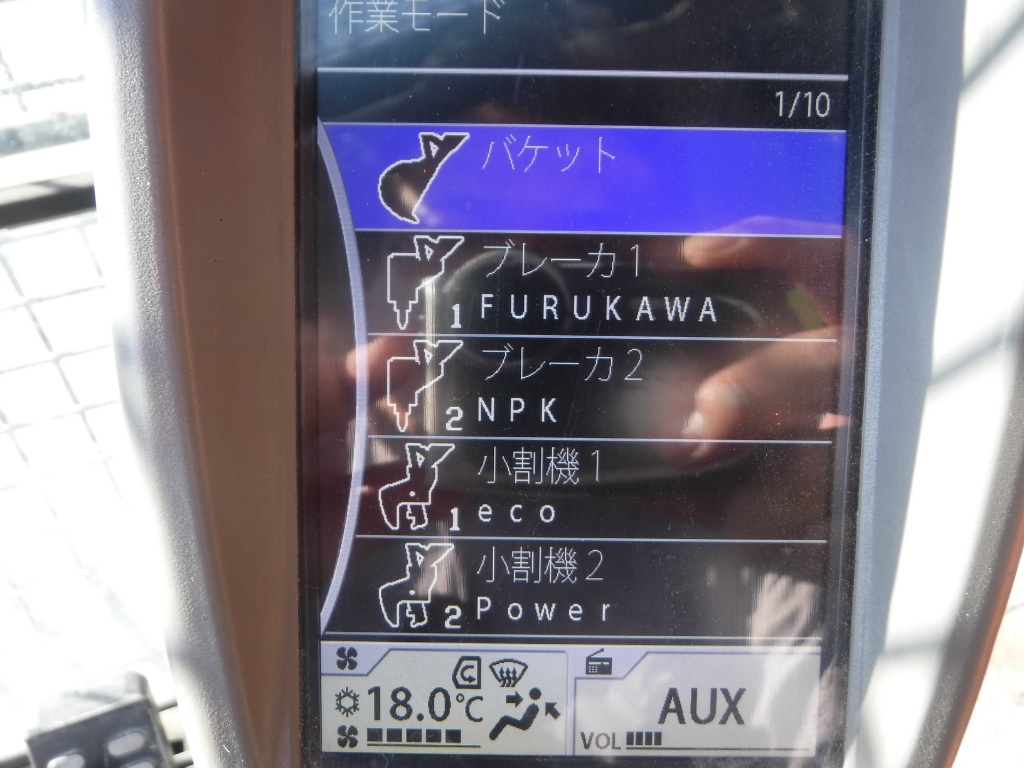 作業モード
1/10
バケット
ブレーカ1
1 FURUKAWA
ブレーカ2
2 NPK
小割機1
1 eco
小割機2
2 Power
18.0℃
AUX
VOL